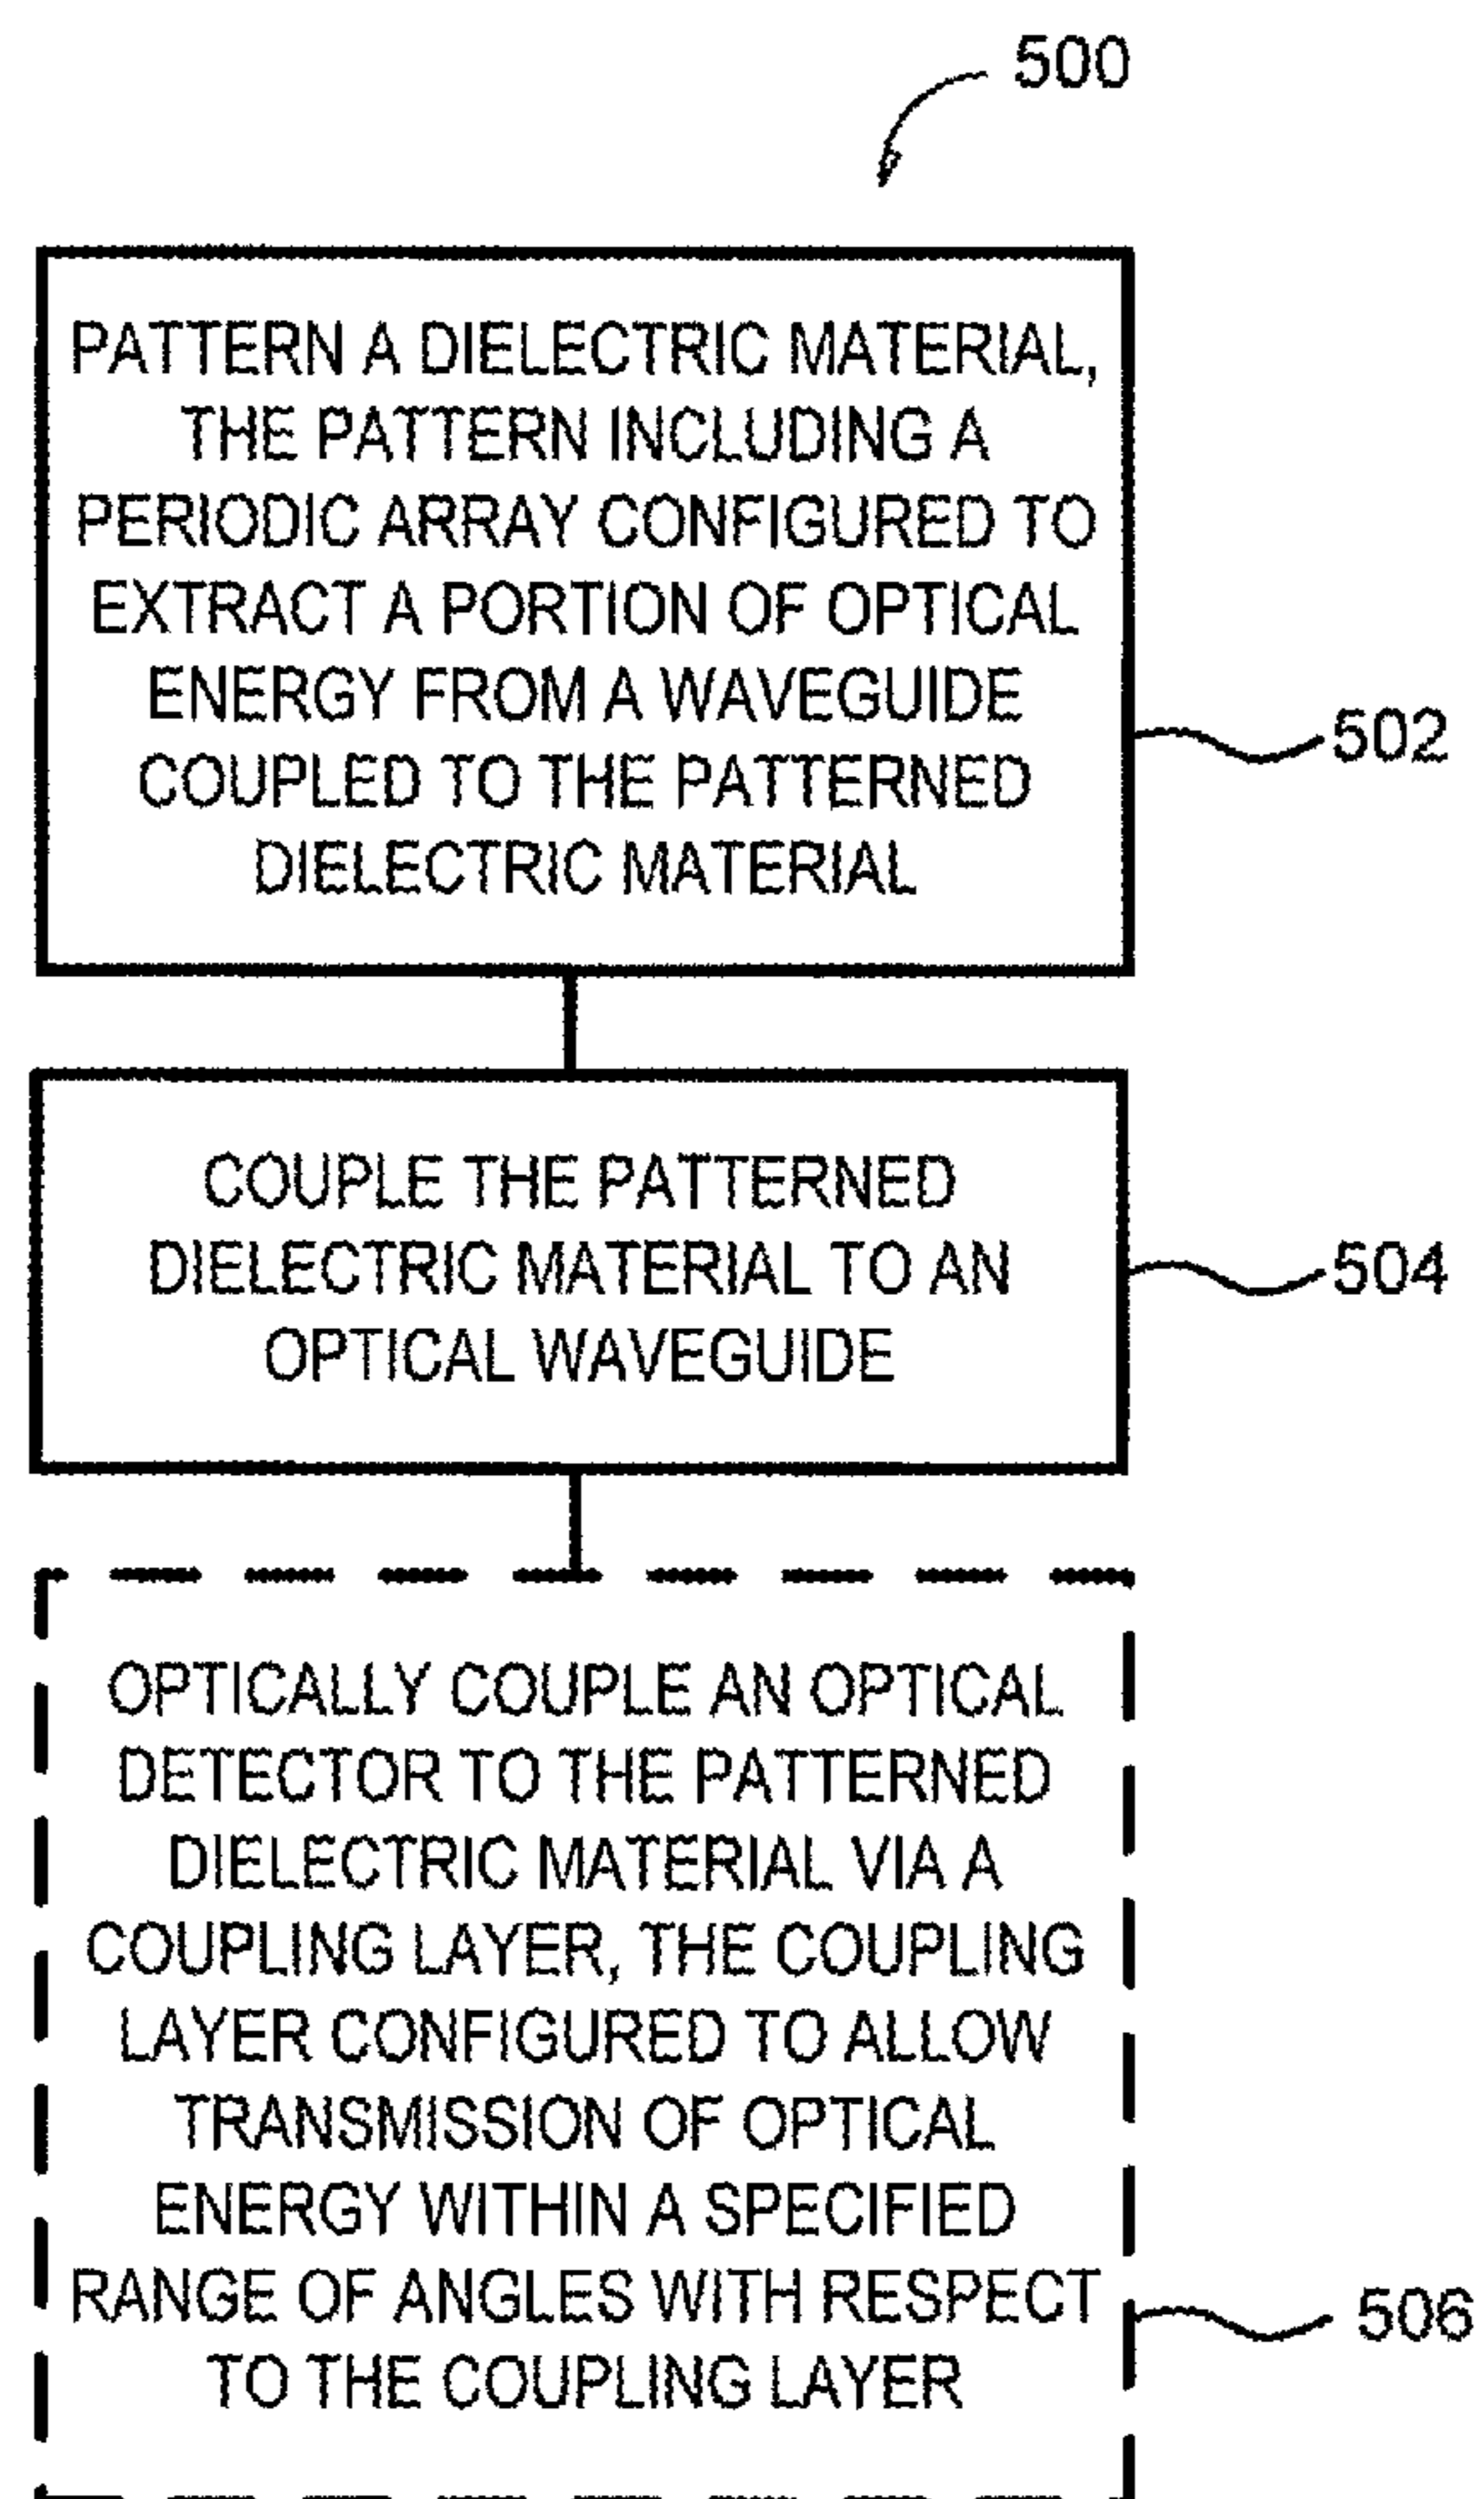 500
PATTERN A DIELECTRIC MATERIAL,
THE PATTERN INCLUDING A
PERIODIC ARRAY CONFIGURED TO
EXTRACT A PORTION OF OPTICAL
ENERGY FROM A WAVEGUIDE
COUPLED TO THE PATTERNED
DIELECTRIC MATERIAL
502
COUPLE THE PATTERNED
DIELECTRIC MATERIAL TO AN
OPTICAL WAVEGUIDE
504
OPTICALLY COUPLE AN OPTICAL
DETECTOR TO THE PATTERNED
DIELECTRIC MATERIAL VIA A
COUPLING LAYER, THE COUPLING
LAYER CONFIGURED TO ALLOW
TRANSMISSION OF OPTICAL
ENERGY WITHIN A SPECIFIED
RANGE OF ANGLES WITH RESPECT
TO THE COUPLING LAYER
506